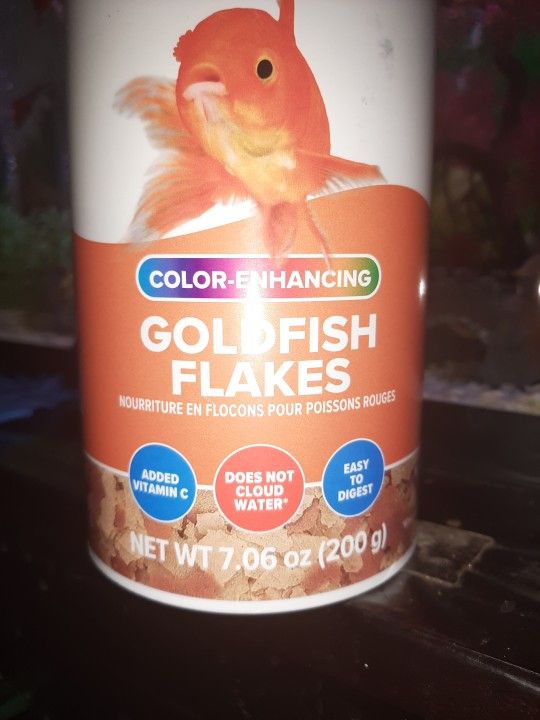 COLOR-ENHANCING
GOLDFISH
FLAKES
NOURRITURE EN FLOCONS POUR POISSONS ROUGES
ADDED
VITAMIN C
DOES NOT
CLOUD
WATER*
EASY
TO
DIGEST
NET WT 7.06 oz (200 g)